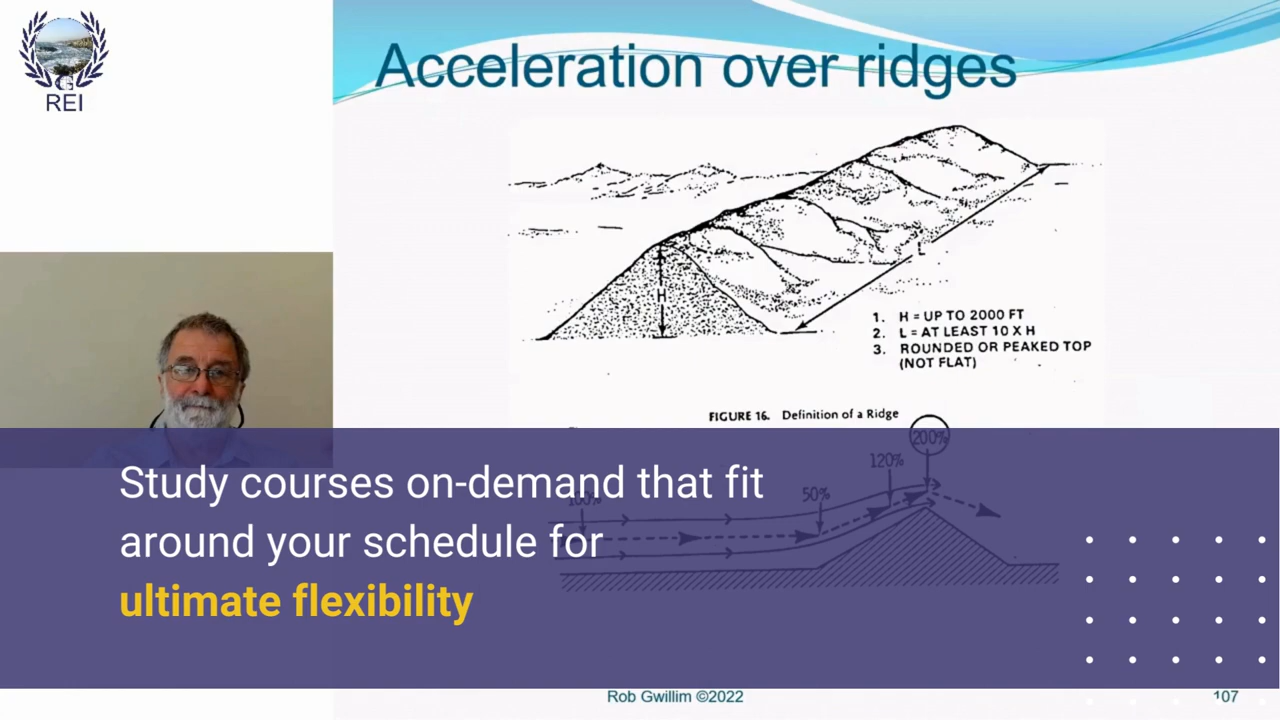 REI
Acceleration over ridges
H
1. H = UP TO 2000 FT
2. L = AT LEAST 10 X H
3. ROUNDED OR PEAKED TOP
(NOT FLAT)
FIGURE 16. Definition of a Ridge
200%
120%
100%
50%
Study courses on-demand that fit
around your schedule for
ultimate flexibility
Rob Gwillim ©2022
107